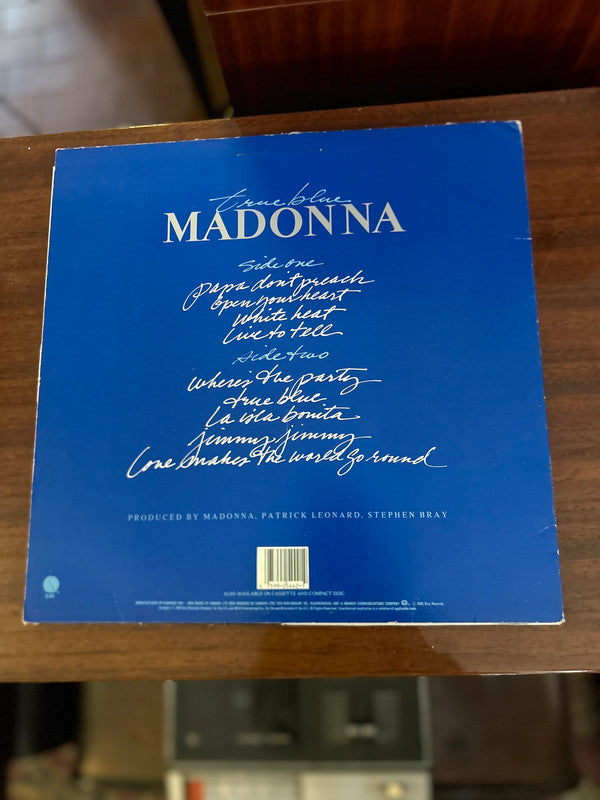 true blue
MADONNA
side one
papa don't preach
open your heart
white heat
live to tell
side two
where's the party
true blue
la isla bonita
jimmy jimmy
love makes the world go round
PRODUCED BY MADONNA, PATRICK LEONARD, STEPHEN BRAY
ALSO AVAILABLE ON CASSETTE AND COMPACT DISC